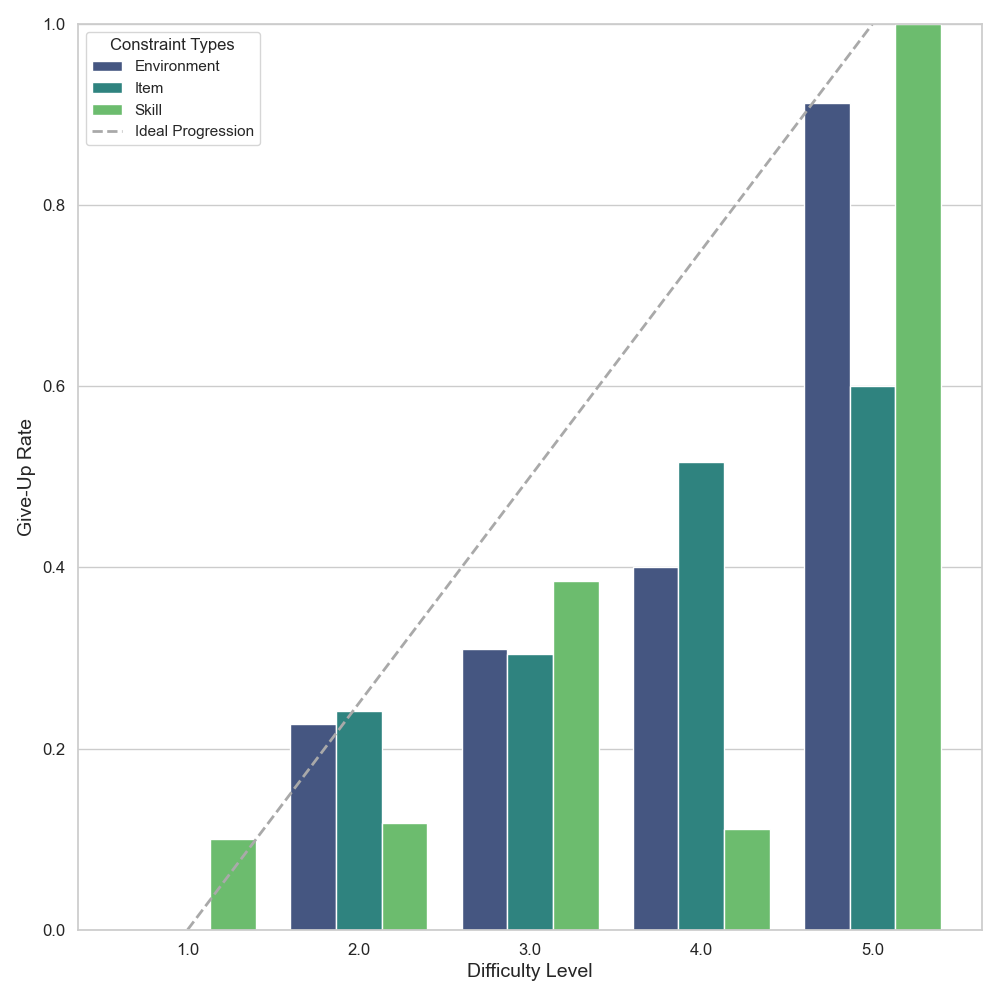 Constraint Types
Environment
Item
Skill
Ideal Progression
Give-Up Rate
1.0
0.8
0.6
0.4
0.2
0.0
1.0 2.0 3.0 4.0 5.0
Difficulty Level